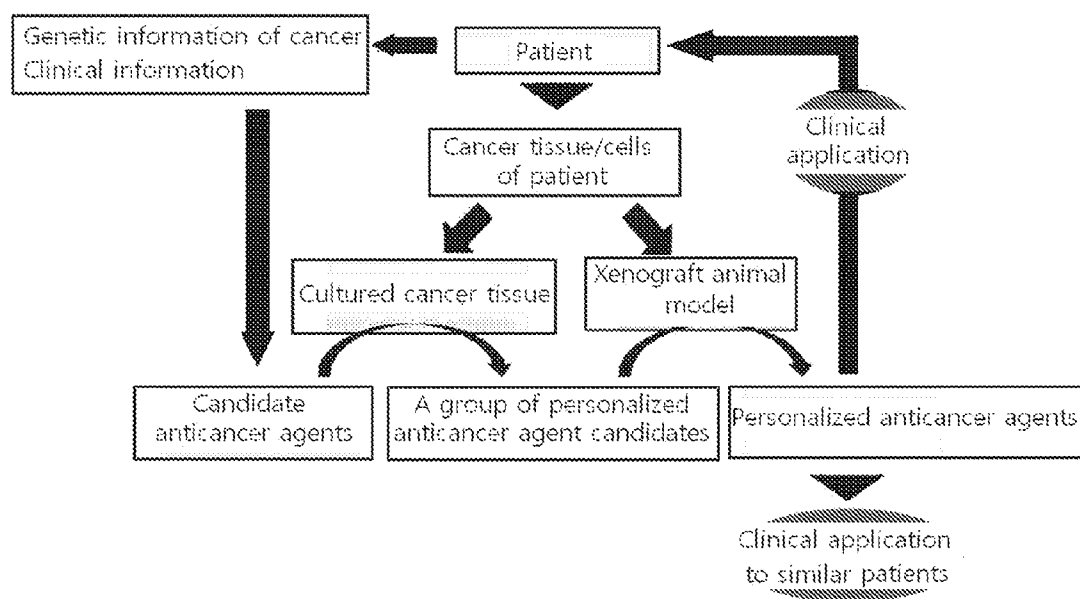 Genetic information of cancer
Clinical information
Patient
Clinical
application
Cancer tissue/cells
of patient
Cultured cancer tissue
Xenograft animal
model
Candidate
anticancer agents
A group of personalized
anticancer agent candidates
Personalized anticancer agents
Clinical application
to similar patients